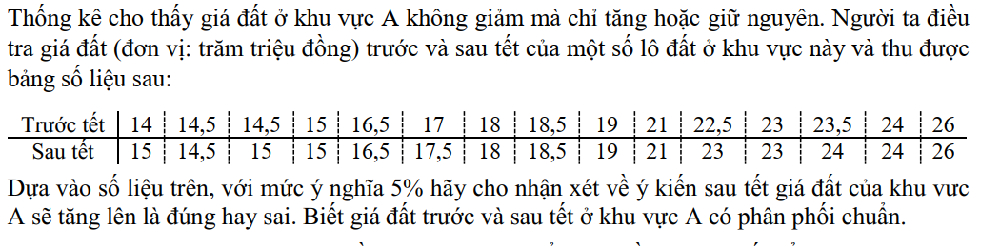 Thống kê cho thấy giá đất ở khu vực A không giảm mà chỉ tăng hoặc giữ nguyên. Người ta điều
tra giá đất (đơn vị: trăm triệu đồng) trước và sau tết của một số lô đất ở khu vực này và thu được
bảng số liệu sau:
Trước tết 14 14,5 14,5 15 16,5 17 18 18,5 19 21 22,5 23 23,5 24 26
Sau tết 15 14,5 15 15 16,5 17,5 18 18,5 19 21 23 23 24 24 26
Dựa vào số liệu trên, với mức ý nghĩa 5% hãy cho nhận xét về ý kiến sau tết giá đất của khu vưc
A sẽ tăng lên là đúng hay sai. Biết giá đất trước và sau tết ở khu vực A có phân phối chuẩn.